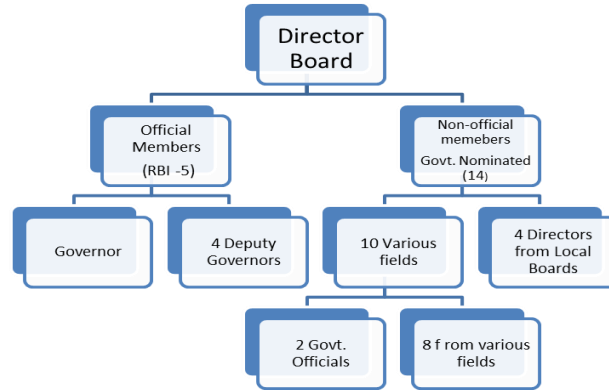 Director
Board
Official
Members
(RBI -5)
Non-official
memebers
Govt. Nominated
(14)
Governor
4 Deputy
Governors
10 Various
fields
4 Directors
from Local
Boards
2 Govt.
Officials
8 f rom various
fields